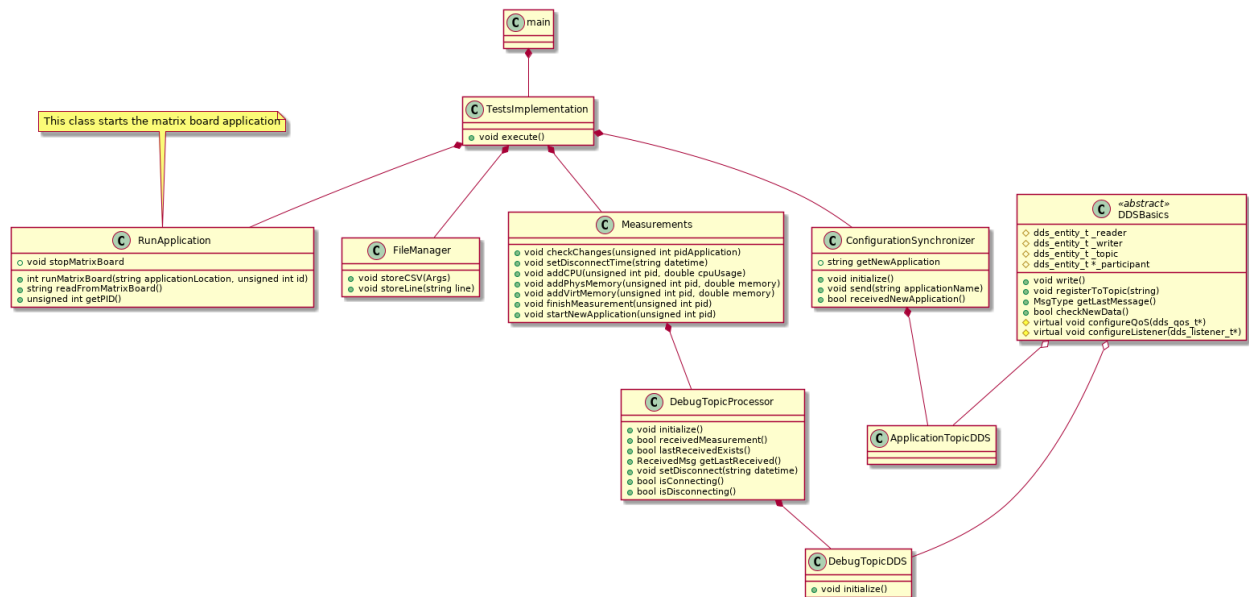 C main
C TestsImplementation
void execute()
This class starts the matrix board application
C RunApplication
void stopMatrixBoard
int runMatrixBoard(string applicationLocation, unsigned int id)
string readFromMatrixBoard()
unsigned int getPID()
C FileManager
void storeCSV(Args)
void storeLine(string line)
C Measurements
void checkChanges(unsigned int pidApplication)
void setDisconnectTime(string datetime)
void addCPU(unsigned int pid, double cpuUsage)
void addPhysMemory(unsigned int pid, double memory)
void addVirtMemory(unsigned int pid, double memory)
void finishMeasurement(unsigned int pid)
void startNewApplication(unsigned int pid)
C ConfigurationSynchronizer
string getNewApplication
void initialize()
void send(string applicationName)
bool receivedNewApplication()
«abstract»
C DDSBasics
dds_entity_t _reader
dds_entity_t _writer
dds_entity_t _topic
dds_entity_t *_participant
void write()
void registerToTopic(string)
MsgType getLastMessage()
bool checkNewData()
virtual void configureQoS(dds_qos_t*)
virtual void configureListener(dds_listener_t*)
C DebugTopicProcessor
void initialize()
bool receivedMeasurement()
bool lastReceivedExists()
ReceivedMsg getLastReceived()
void setDisconnect(string datetime)
bool isConnecting()
bool isDisconnecting()
C ApplicationTopicDDS
C DebugTopicDDS
void initialize()